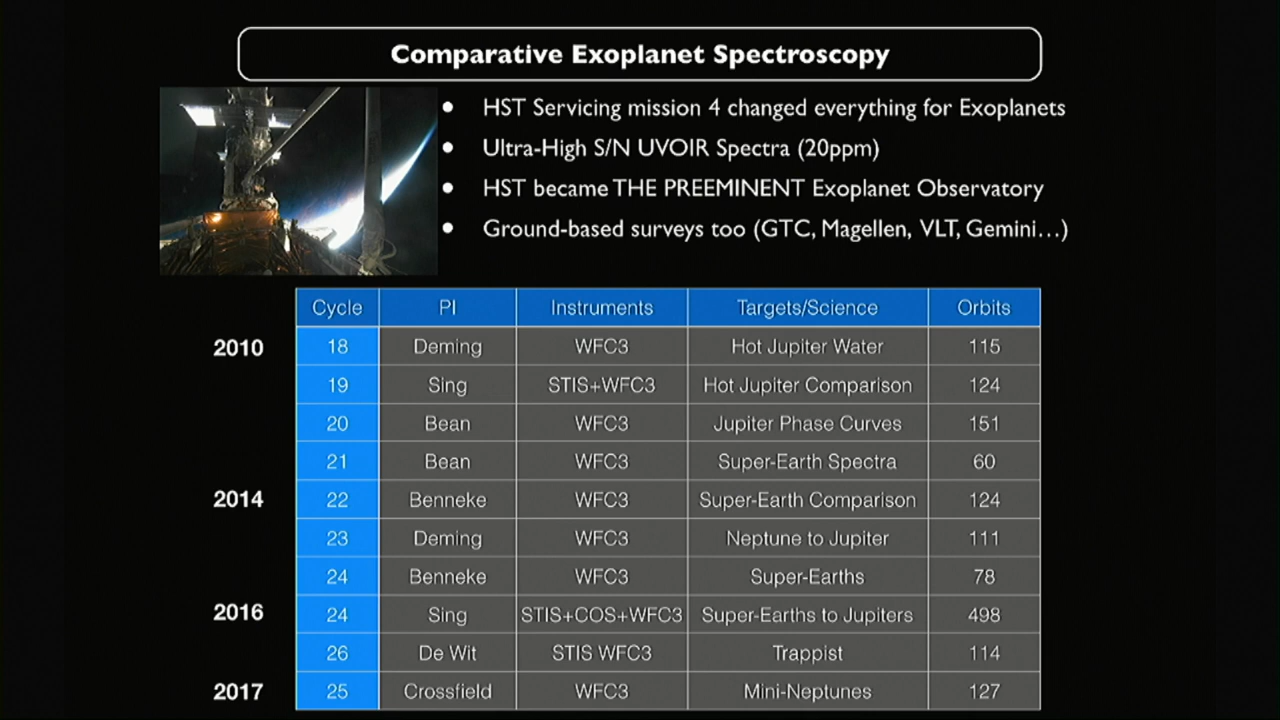 Comparative Exoplanet Spectroscopy
• HST Servicing mission 4 changed everything for Exoplanets
• Ultra-High S/N UVOIR Spectra (20ppm)
• HST became THE PREEMINENT Exoplanet Observatory
• Ground-based surveys too (GTC, Magellen, VLT, Gemini...)
Cycle PI Instruments Targets/Science Orbits
2010 18 Deming WFC3 Hot Jupiter Water 115
19 Sing STIS+WFC3 Hot Jupiter Comparison 124
20 Bean WFC3 Jupiter Phase Curves 151
21 Bean WFC3 Super-Earth Spectra 60
2014 22 Benneke WFC3 Super-Earth Comparison 124
23 Deming WFC3 Neptune to Jupiter 111
24 Benneke WFC3 Super-Earths 78
2016 24 Sing STIS+COS+WFC3 Super-Earths to Jupiters 498
26 De Wit STIS WFC3 Trappist 114
2017 25 Crossfield WFC3 Mini-Neptunes 127